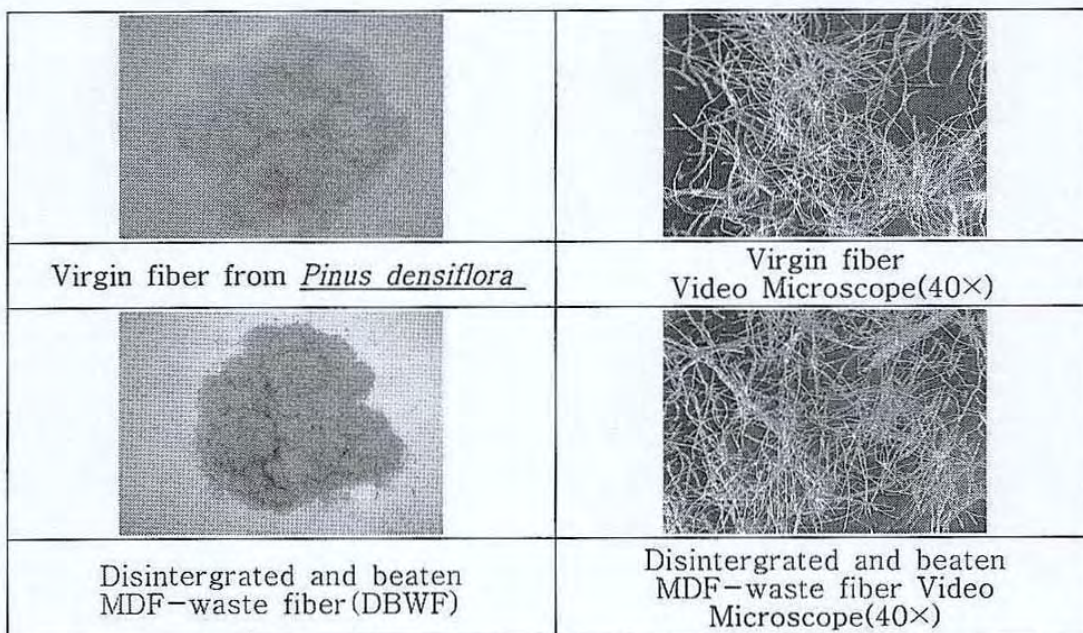 Virgin fiber from Pinus densiflora
Virgin fiber
Video Microscope(40×)
Disintergrated and beaten
MDF-waste fiber(DBWF)
Disintergrated and beaten
MDF-waste fiber Video
Microscope(40×)